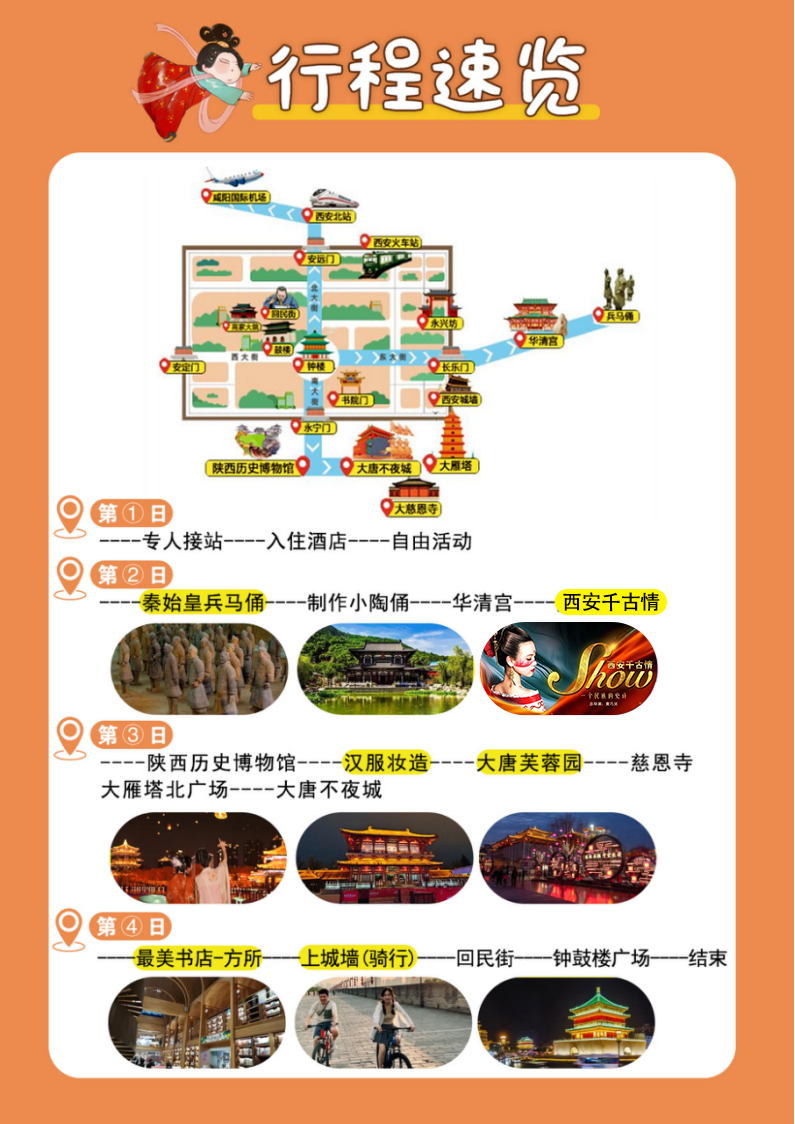 行程速览
咸阳国际机场
西安北站
西安火车站
安远门
北大街
回民街
高家大院
鼓楼
永兴坊
兵马俑
华清宫
西大街
钟楼
东大街
长乐门
安定门
南大街
书院门
西安城墙
永宁门
陕西历史博物馆
大唐不夜城
大雁塔
大慈恩寺
第①日
----专人接站----入住酒店----自由活动
第②日
----秦始皇兵马俑----制作小陶俑----华清宫----西安千古情
西安千古情
Show
一个民族的史诗
第③日
----陕西历史博物馆----汉服妆造----大唐芙蓉园----慈恩寺
大雁塔北广场----大唐不夜城
第④日
----最美书店-方所----上城墙(骑行)----回民街----钟鼓楼广场----结束